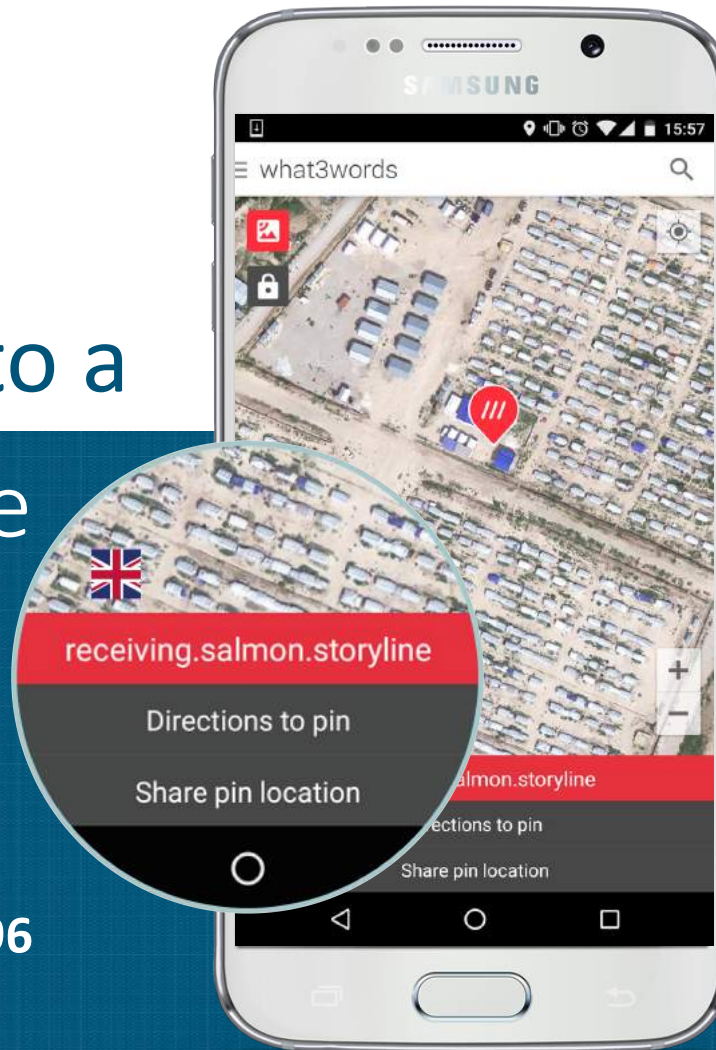 SAMSUNG
15:57
what3words
to a
receiving.salmon.storyline
Directions to pin
Share pin location
almon.storyline
ections to pin
Share pin location